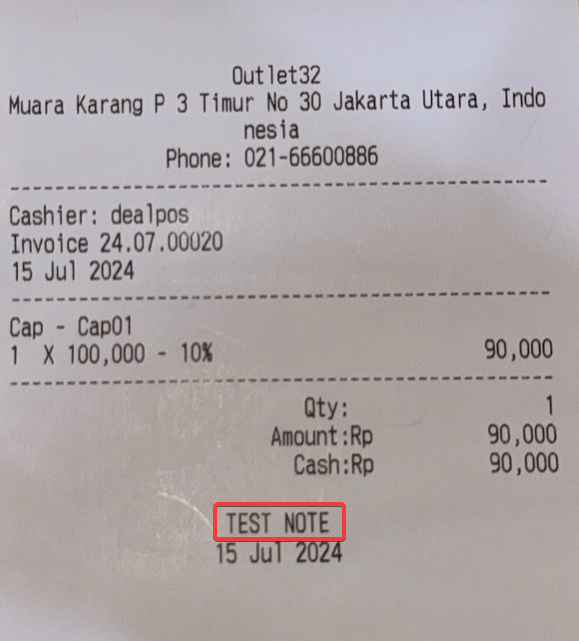 Outlet32
Muara Karang P 3 Timur No 30 Jakarta Utara, Indo
nesia
Phone: 021-66600886
Cashier: dealpos
Invoice 24.07.00020
15 Jul 2024
Cap - Cap01
1 X 100,000 - 10% 90,000
Qty: 1
Amount:Rp 90,000
Cash:Rp 90,000
TEST NOTE
15 Jul 2024